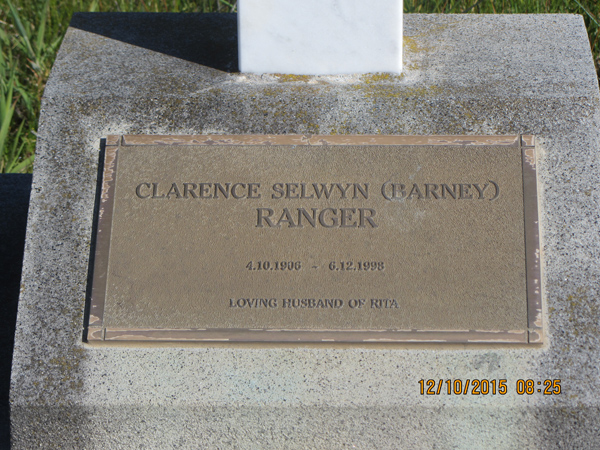 CLARENCE SELWYN (BARNEY)
RANGER
4.10.1906 - 6.12.1998
LOVING HUSBAND OF RITA
12/10/2015 08:25